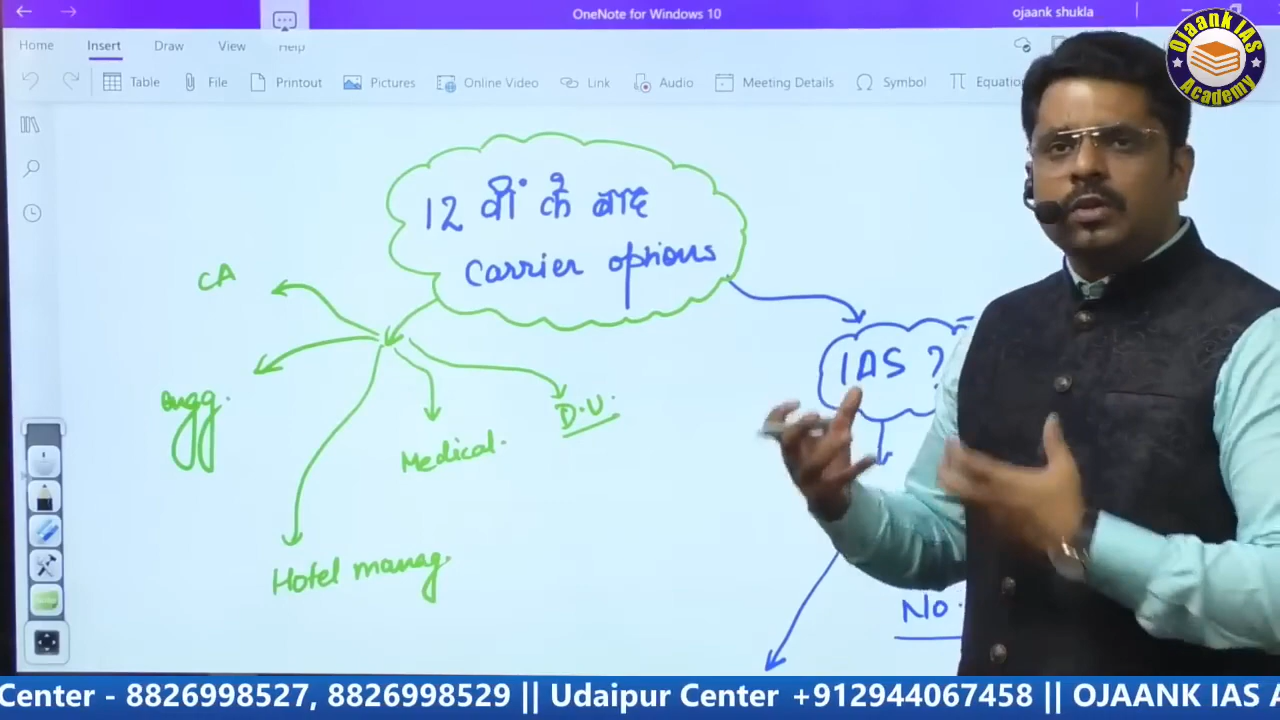 OneNote for Windows 10
ojaank shukla
Home Insert Draw View Help
Table File Printout Pictures Online Video Link Audio Meeting Details Symbol Equatio
Ojaank IAS
Academy
12 वीं के बाद
Carrier options
CA
engg.
Medical.
D.U.
Hotel manag.
IAS ?
No.
Center - 8826998527, 8826998529 || Udaipur Center +912944067458 || OJAANK IAS A